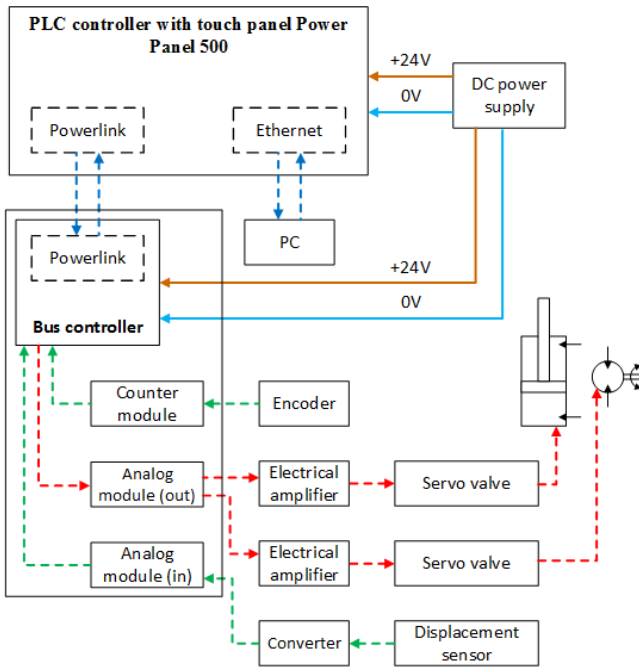 PLC controller with touch panel Power
Panel 500
+24V
DC power
supply
0V
Powerlink
Ethernet
PC
Powerlink
+24V
0V
Bus controller
Counter
module
Encoder
Analog
module (out)
Electrical
amplifier
Servo valve
Analog
module (in)
Electrical
amplifier
Servo valve
Converter
Displacement
sensor